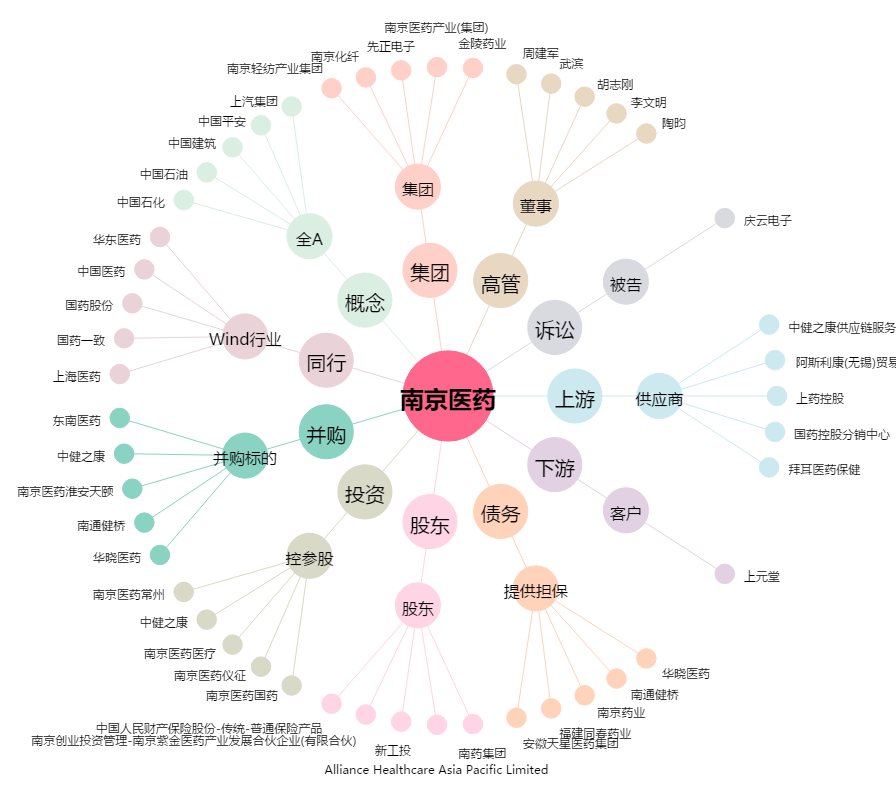 南京医药产业(集团)
金陵药业
先正电子
南京化纤
南京轻纺产业集团
周建军
武滨
胡志刚
李文明
陶昀
上汽集团
中国平安
中国建筑
中国石油
中国石化
集团
董事
庆云电子
华东医药
全A
集团
高管
被告
中国医药
概念
国药股份
诉讼
中健之康供应链服务
国药一致
Wind行业
同行
阿斯利康(无锡)贸易
上海医药
南京医药
上游
供应商
上药控股
东南医药
并购
国药控股分销中心
中健之康
并购标的
下游
拜耳医药保健
南京医药淮安天颐
投资
客户
南通健桥
股东
债务
华晓医药
控参股
上元堂
南京医药常州
提供担保
中健之康
股东
南京医药医疗
南京医药仪征
华晓医药
南京医药国药
南通健桥
南京药业
中国人民财产保险股份-传统-普通保险产品
福建同春药业
南京创业投资管理-南京紫金医药产业发展合伙企业(有限合伙)
安徽天星医药集团
新工投
南药集团
Alliance Healthcare Asia Pacific Limited